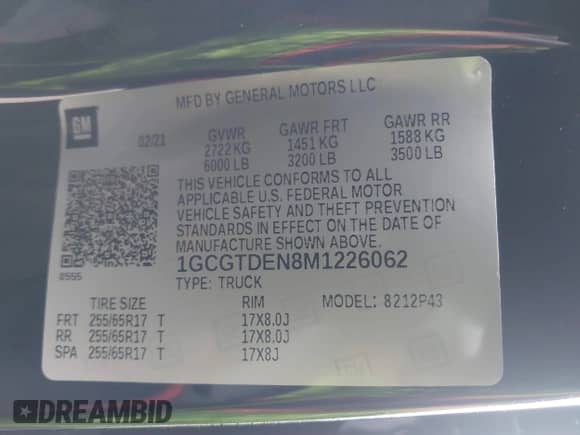 MFD BY GENERAL MOTORS LLC
GM
02/21
GVWR GAWR FRT GAWR RR
2722 KG 1451 KG 1588 KG
6000 LB 3200 LB 3500 LB
THIS VEHICLE CONFORMS TO ALL
APPLICABLE U.S. FEDERAL MOTOR
VEHICLE SAFETY AND THEFT PREVENTION
STANDARDS IN EFFECT ON THE DATE OF
MANUFACTURE SHOWN ABOVE.
0555
1GCGTDEN8M1226062
TYPE: TRUCK
TIRE SIZE RIM MODEL: 8212P43
FRT 255/65R17 T 17X8.0J
RR 255/65R17 T 17X8.0J
SPA 255/65R17 T 17X8J
DREAMBID